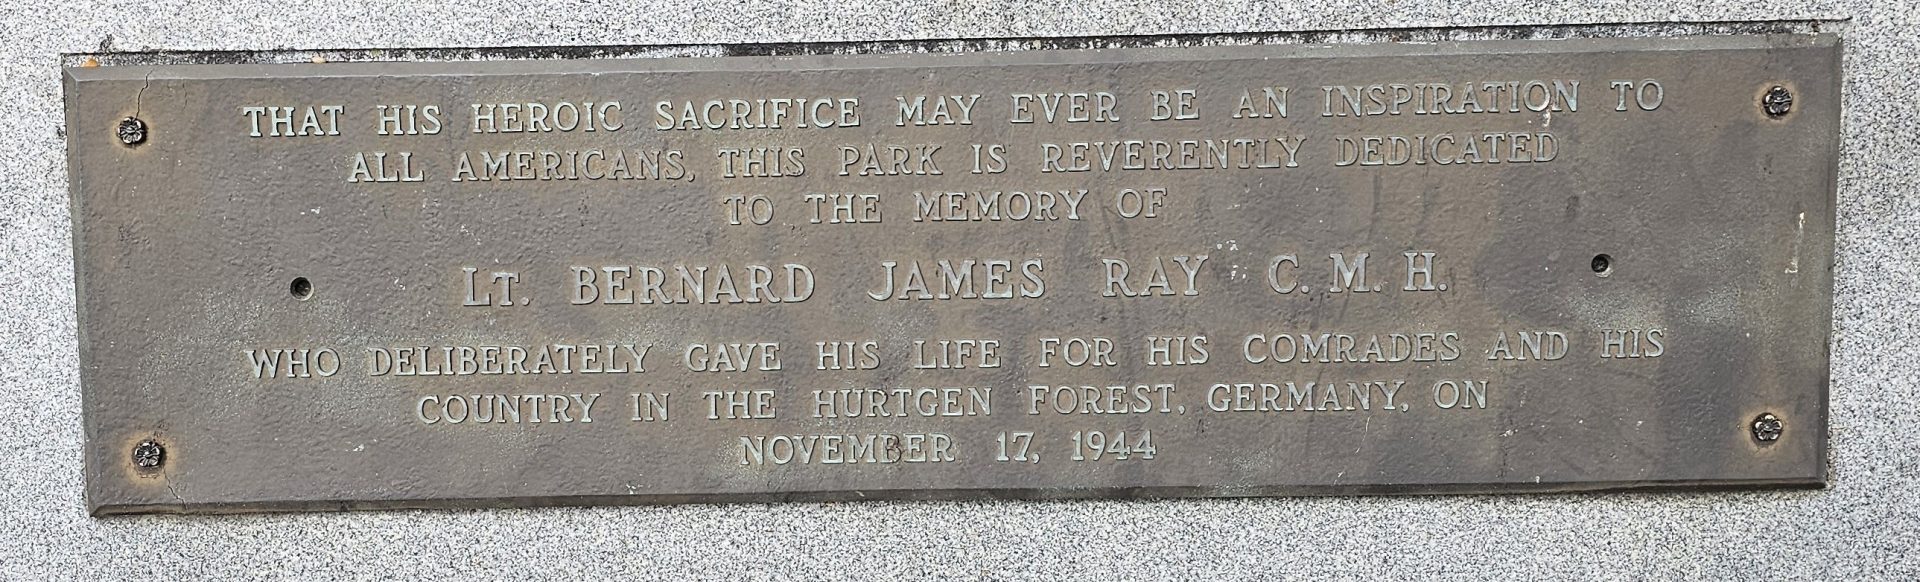 THAT HIS HEROIC SACRIFICE MAY EVER BE AN INSPIRATION TO
ALL AMERICANS, THIS PARK IS REVERENTLY DEDICATED
TO THE MEMORY OF
LT. BERNARD JAMES RAY C. M. H.
WHO DELIBERATELY GAVE HIS LIFE FOR HIS COMRADES AND HIS
COUNTRY IN THE HURTGEN FOREST, GERMANY, ON
NOVEMBER 17, 1944